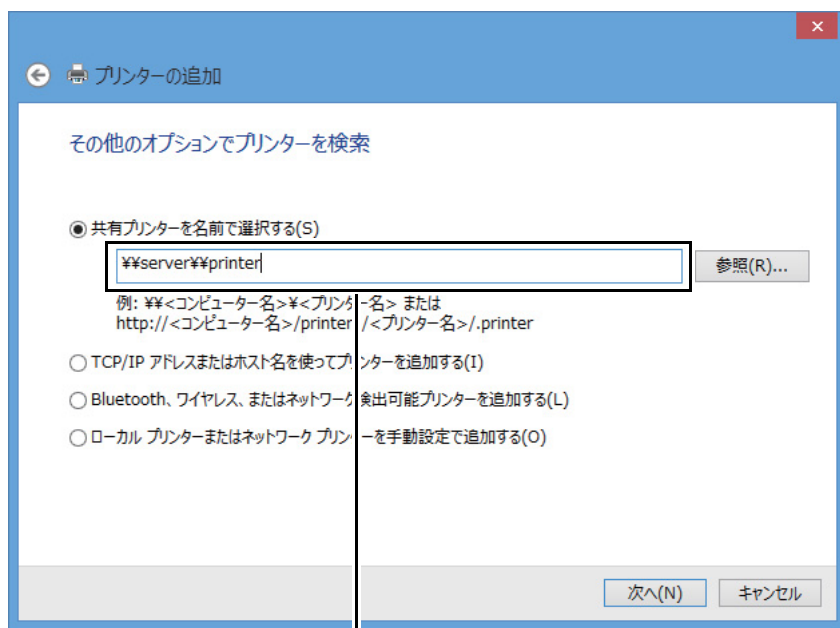 プリンターの追加
その他のオプションでプリンターを検索
共有プリンターを名前で選択する(S)
¥¥server¥¥printer
参照(R)...
例: ¥¥<コンピューター名>¥<プリンター名> または
http://<コンピューター名>/printer/<プリンター名>/.printer
TCP/IP アドレスまたはホスト名を使ってプリンターを追加する(I)
Bluetooth、ワイヤレス、またはネットワーク検出可能プリンターを追加する(L)
ローカル プリンターまたはネットワーク プリンターを手動設定で追加する(O)
次へ(N)
キャンセル